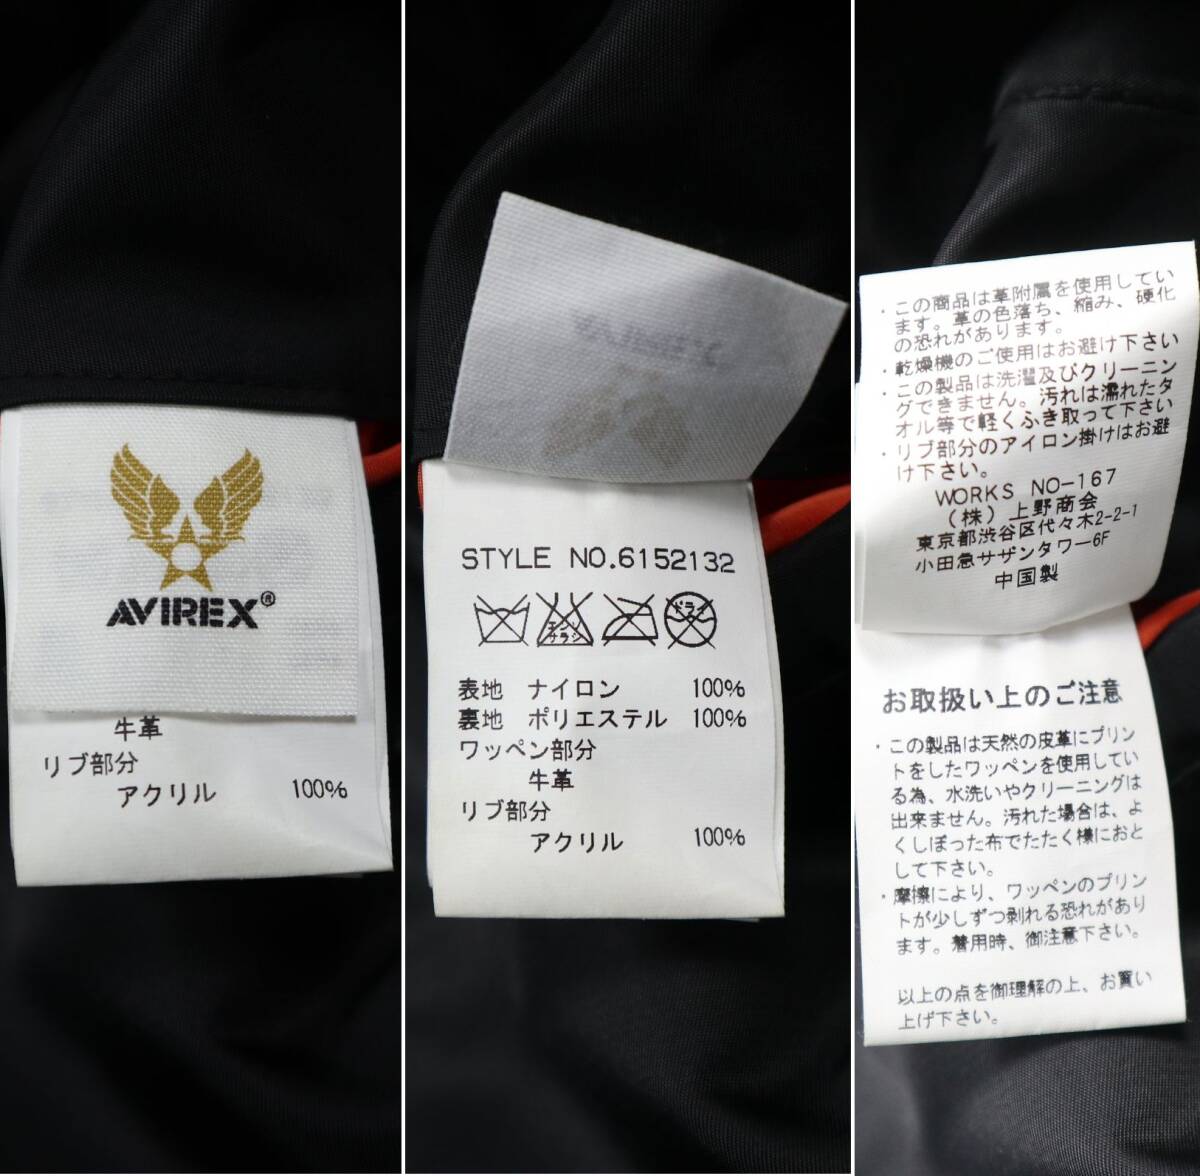 AVIREX®
牛革
リブ部分
アクリル 100%
STYLE NO.6152132
エンソ
サラシ
ドライ
表地 ナイロン 100%
裏地 ポリエステル 100%
ワッペン部分
牛革
リブ部分
アクリル 100%
・この商品は革附属を使用してい
ます。革の色落ち、縮み、硬化
の恐れがあります。
・乾燥機のご使用はお避け下さい
・この製品は洗濯及びクリーニン
グできません。汚れは濡れたタ
オル等で軽くふき取って下さい
・リブ部分のアイロン掛けはお避
け下さい。
WORKS NO-167
(株)上野商会
東京都渋谷区代々木2-2-1
小田急サザンタワー6F
中国製
お取扱い上のご注意
・この製品は天然の皮革にプリン
トをしたワッペンを使用してい
る為、水洗いやクリーニングは
出来ません。汚れた場合は、よ
くしぼった布でたたく様におと
して下さい。
・摩擦により、ワッペンのプリン
トが少しずつ剥れる恐れがあり
ます。着用時、御注意下さい。
以上の点を御理解の上、お買い
上げ下さい。